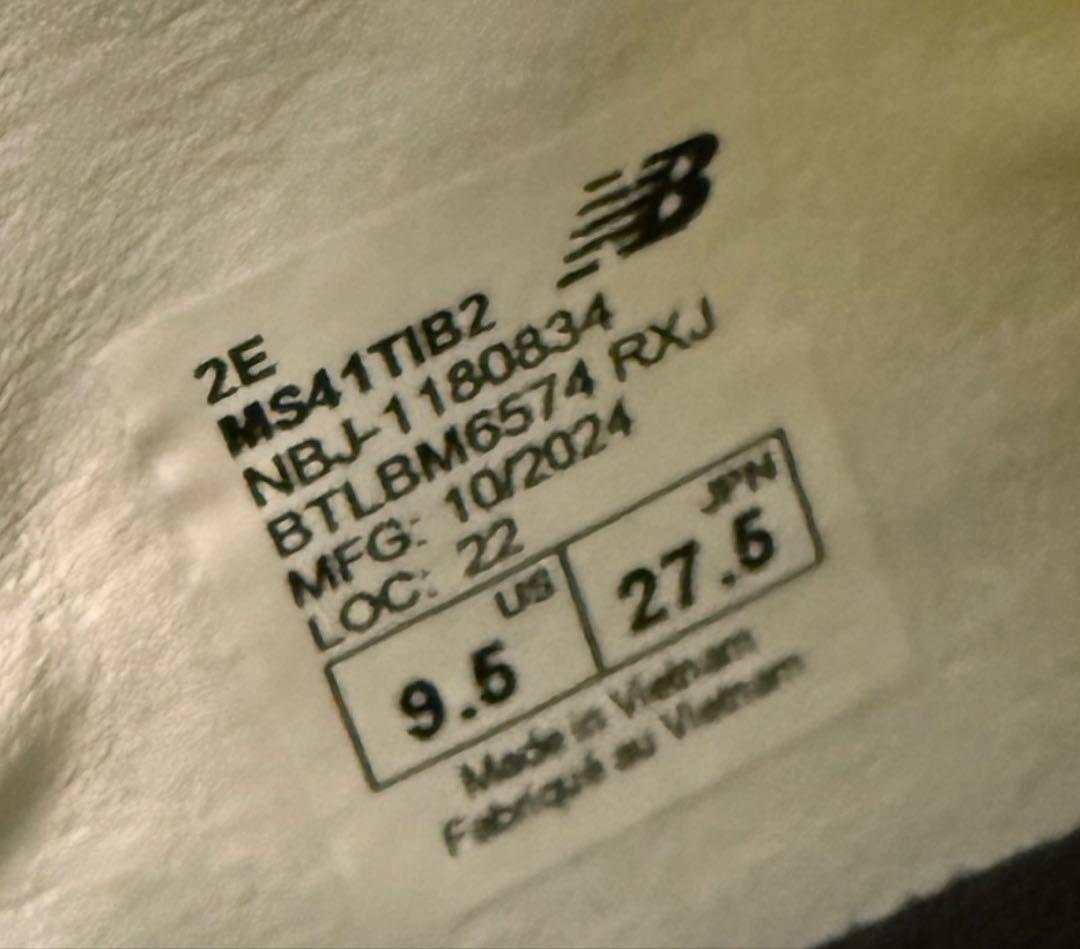 NB
2E
MS41TIB2
NBJ-1180834
BTLBM6574 RXJ
MFG: 10/2024
LOC: 22
US JPN
9.5 27.5
Made in Vietnam
Fabriqué au Vietnam